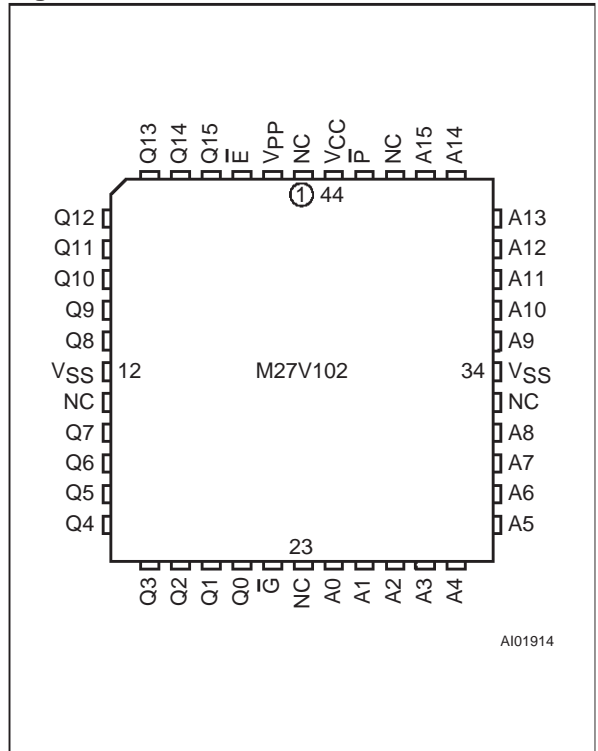 Q13 Q14 Q15 E̅ VPP NC VCC P̅ NC A15 A14
1 44
Q12 A13
Q11 A12
Q10 A11
Q9 A10
Q8 A9
VSS 12 M27V102 34 VSS
NC NC
Q7 A8
Q6 A7
Q5 A6
Q4 A5
23
Q3 Q2 Q1 Q0 G̅ NC A0 A1 A2 A3 A4
AI01914